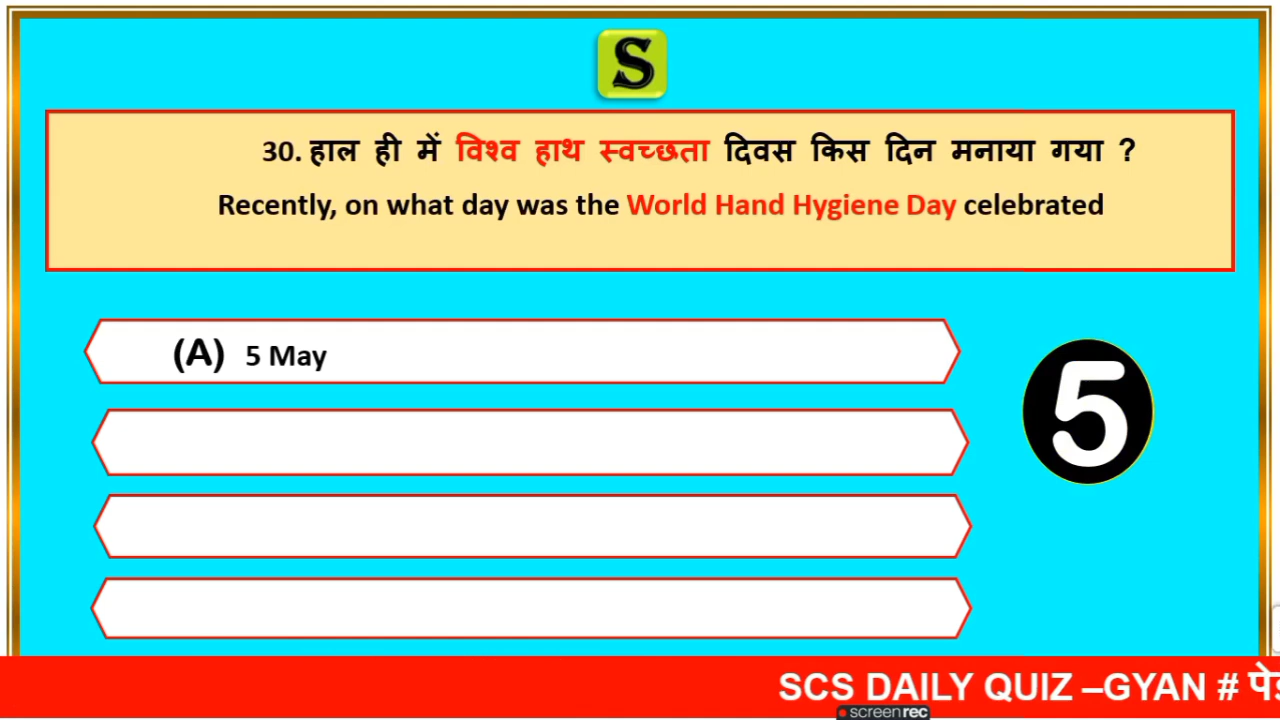 S
30. हाल ही में विश्व हाथ स्वच्छता दिवस किस दिन मनाया गया ?
Recently, on what day was the World Hand Hygiene Day celebrated
(A) 5 May
5
SCS DAILY QUIZ –GYAN #
screenrec